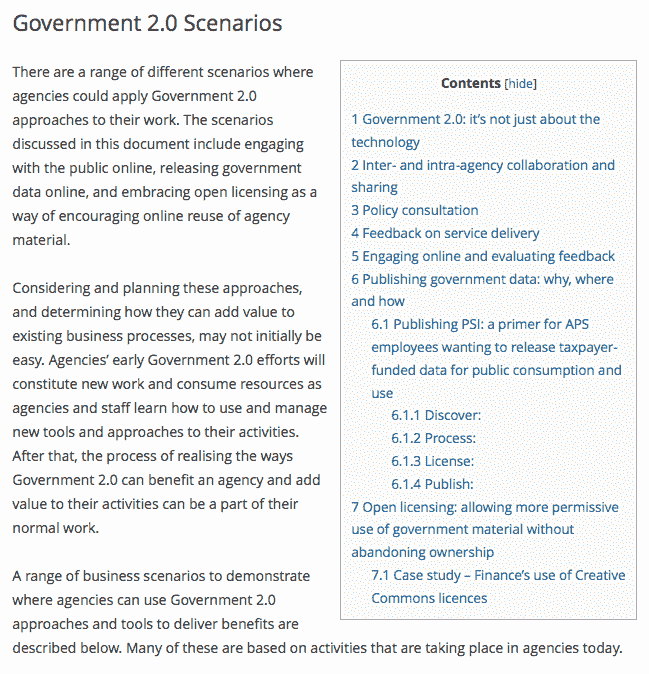 Government 2.0 Scenarios
There are a range of different scenarios where
agencies could apply Government 2.0
approaches to their work. The scenarios
discussed in this document include engaging
with the public online, releasing government
data online, and embracing open licensing as a
way of encouraging online reuse of agency
material.
Considering and planning these approaches,
and determining how they can add value to
existing business processes, may not initially be
easy. Agencies’ early Government 2.0 efforts will
constitute new work and consume resources as
agencies and staff learn how to use and manage
new tools and approaches to their activities.
After that, the process of realising the ways
Government 2.0 can benefit an agency and add
value to their activities can be a part of their
normal work.
A range of business scenarios to demonstrate
where agencies can use Government 2.0
approaches and tools to deliver benefits are
described below. Many of these are based on activities that are taking place in agencies today.
Contents [hide]
1 Government 2.0: it’s not just about the
technology
2 Inter- and intra-agency collaboration and
sharing
3 Policy consultation
4 Feedback on service delivery
5 Engaging online and evaluating feedback
6 Publishing government data: why, where
and how
6.1 Publishing PSI: a primer for APS
employees wanting to release taxpayer-
funded data for public consumption and
use
6.1.1 Discover:
6.1.2 Process:
6.1.3 License:
6.1.4 Publish:
7 Open licensing: allowing more permissive
use of government material without
abandoning ownership
7.1 Case study – Finance’s use of Creative
Commons licences